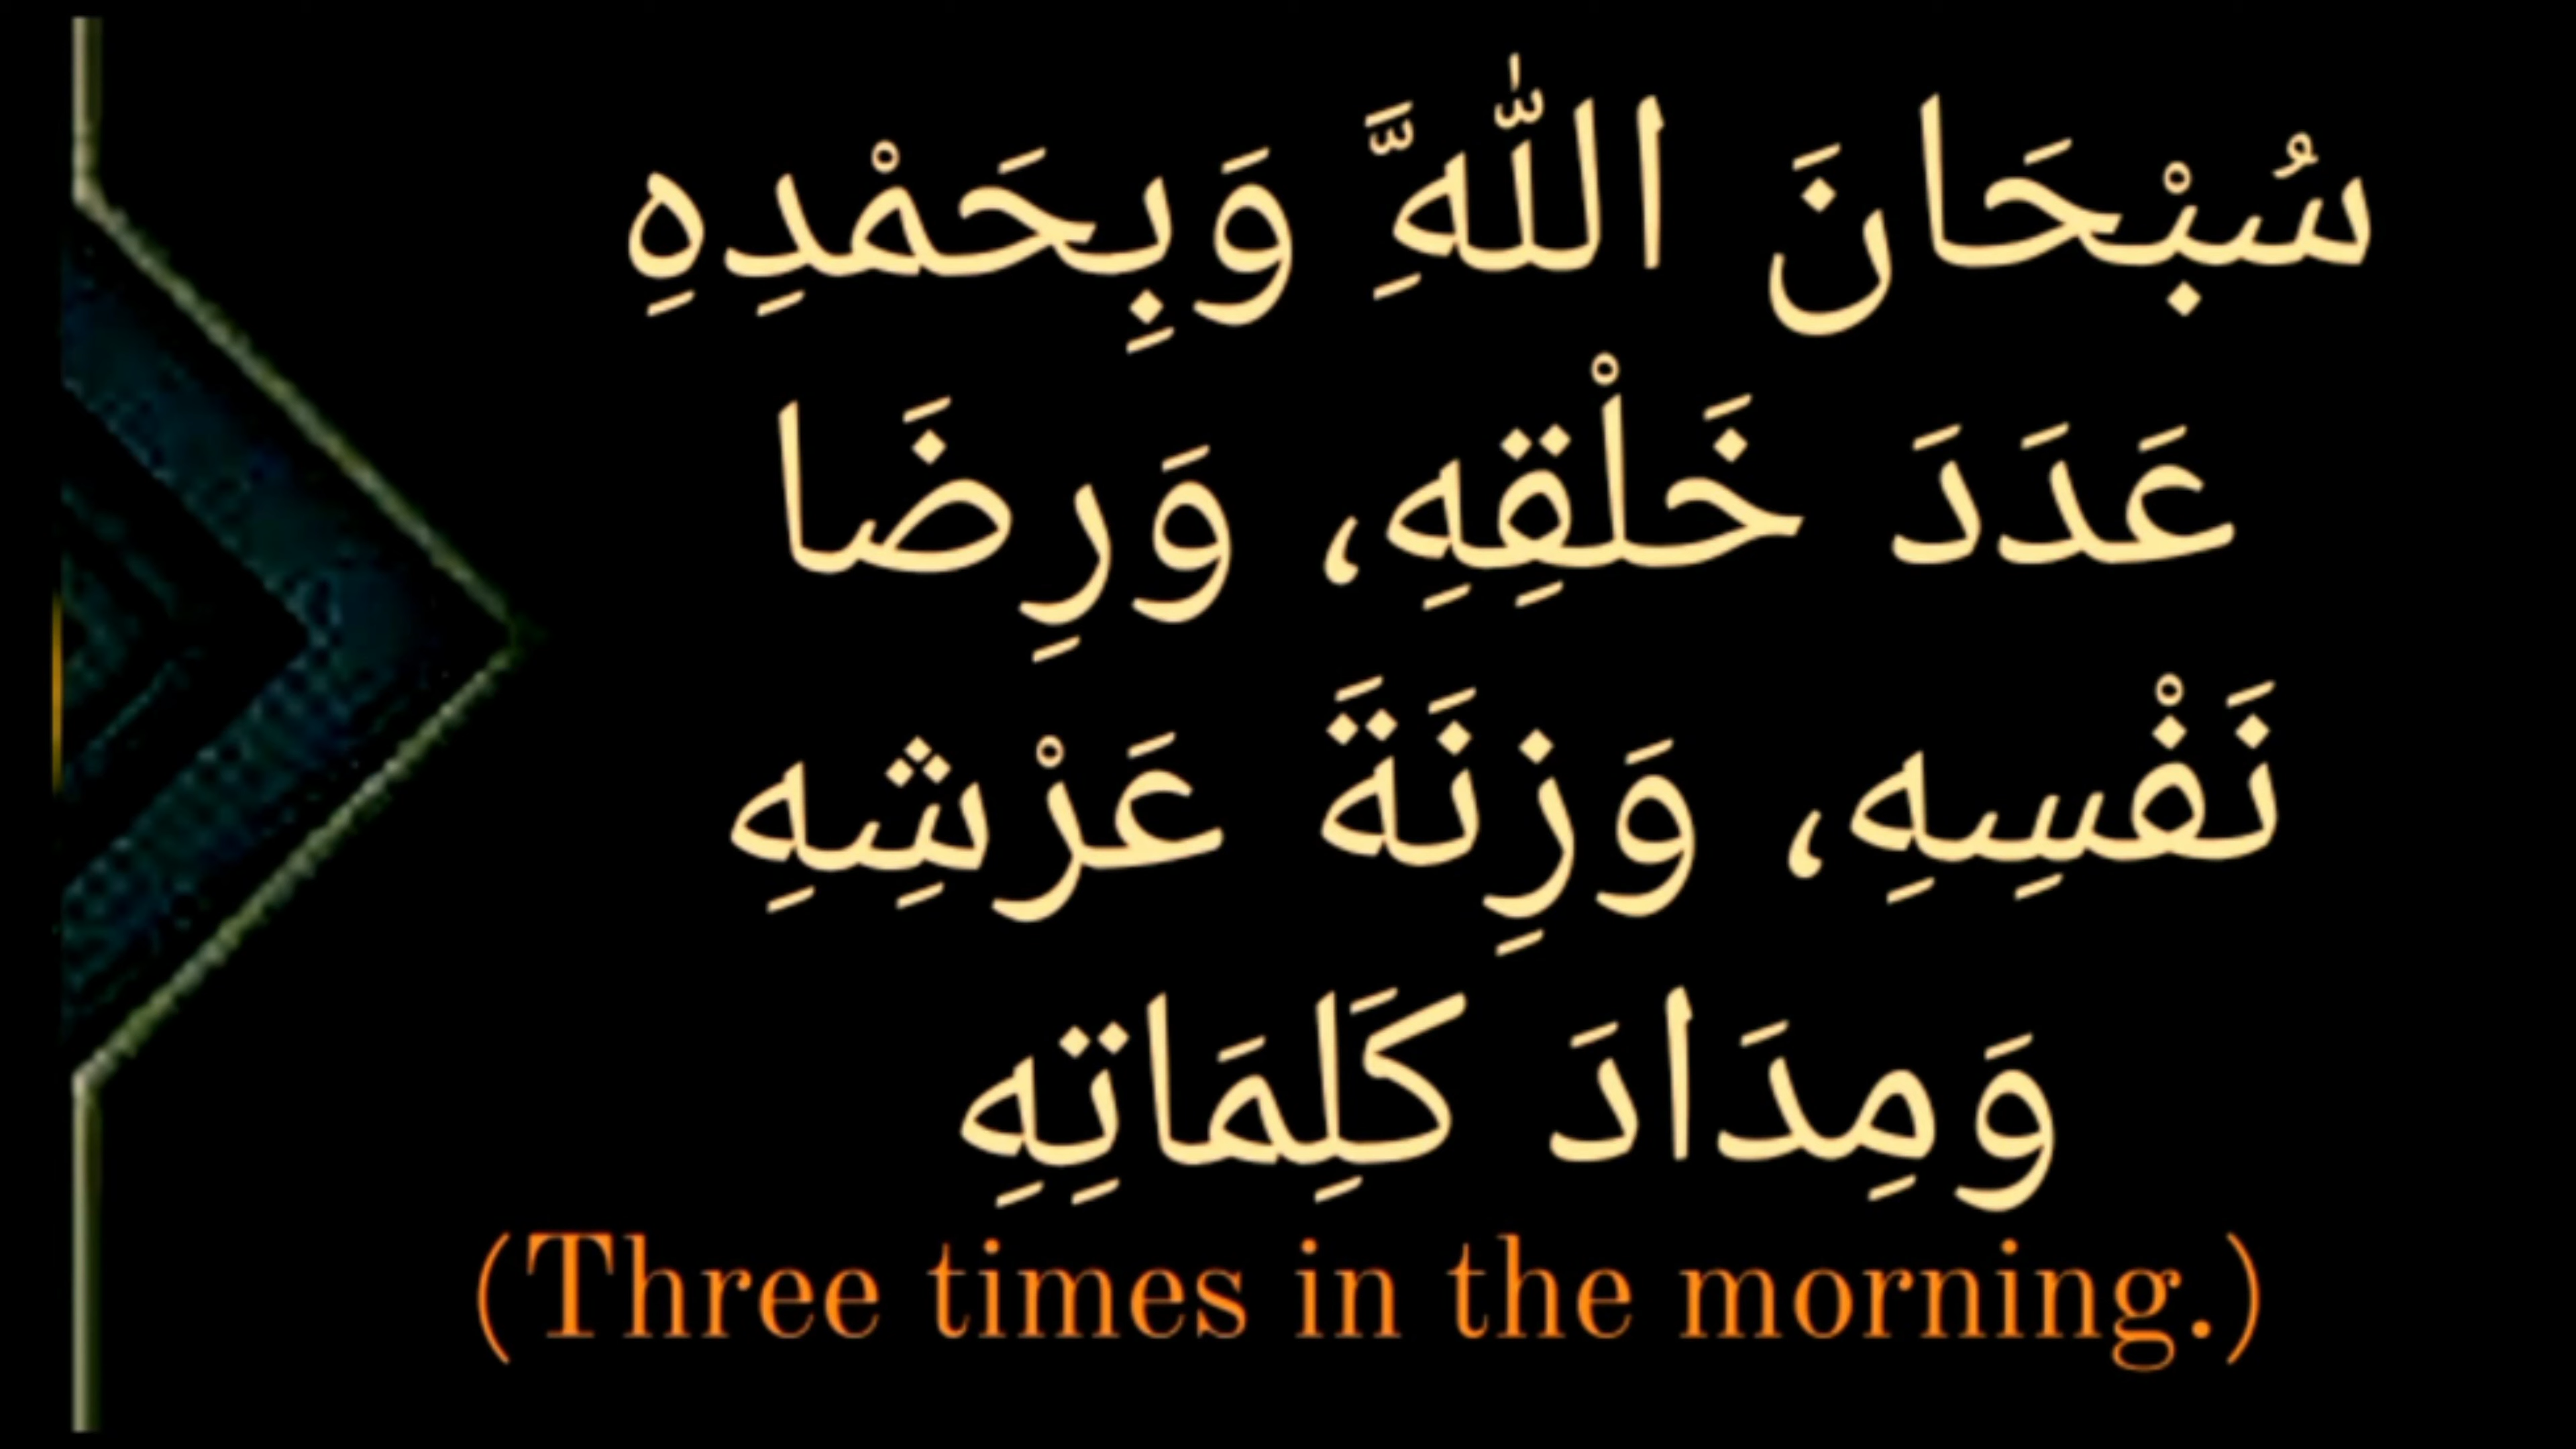 سُبْحَانَ اللّٰهَِّ وَبِحَمْدِهِ
عَدَدَ خَلْقِهِ، وَرِضَا
نَفْسِهِ، وَزِنَةَ عَرْشِهِ
وَمِدَادَ كَلِمَاتِهِ
(Three times in the morning.)